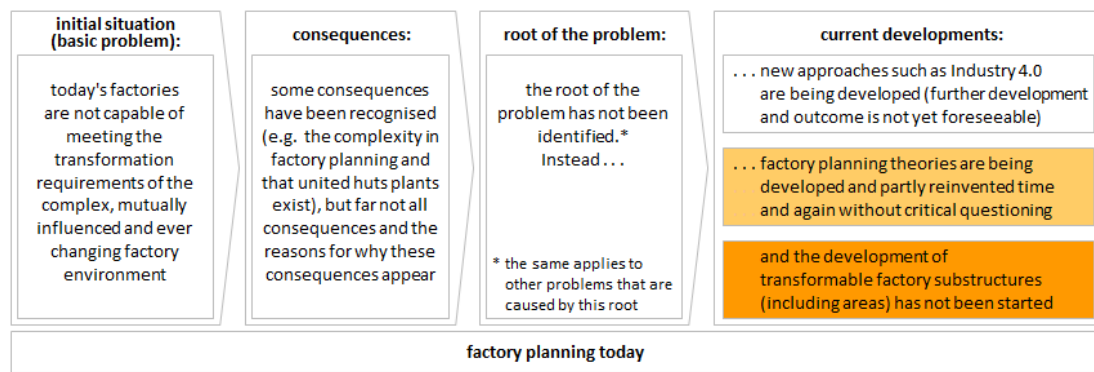 initial situation
(basic problem):
today's factories
are not capable of
meeting the
transformation
requirements of the
complex, mutually
influenced and ever
changing factory
environment
consequences:
some consequences
have been recognised
(e.g. the complexity in
factory planning and
that united huts plants
exist), but far not all
consequences and the
reasons for why these
consequences appear
root of the problem:
the root of the
problem has not been
identified.*
Instead . . .
* the same applies to
other problems that are
caused by this root
current developments:
. . . new approaches such as Industry 4.0
are being developed (further development
and outcome is not yet foreseeable)
. . . factory planning theories are being
developed and partly reinvented time
and again without critical questioning
and the development of
transformable factory substructures
(including areas) has not been started
factory planning today